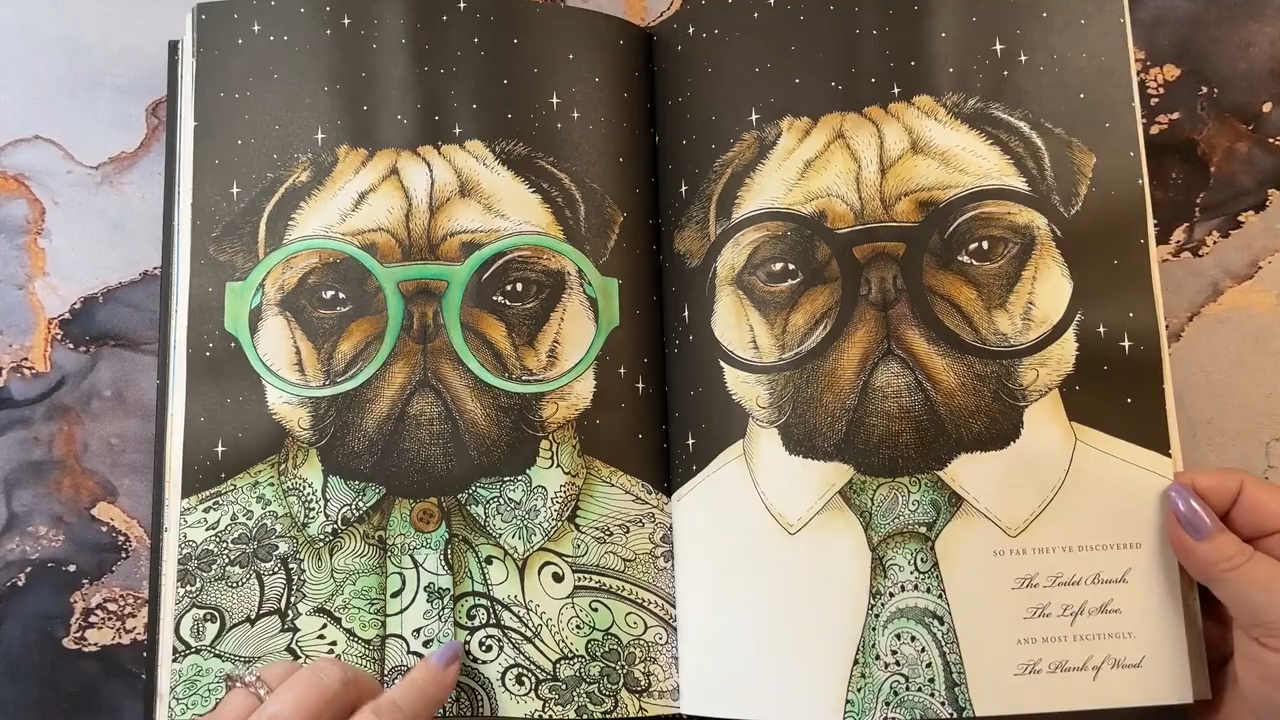 SO FAR THEY'VE DISCOVERED
The Toilet Brush,
The Left Shoe,
AND MOST EXCITINGLY,
The Plank of Wood.